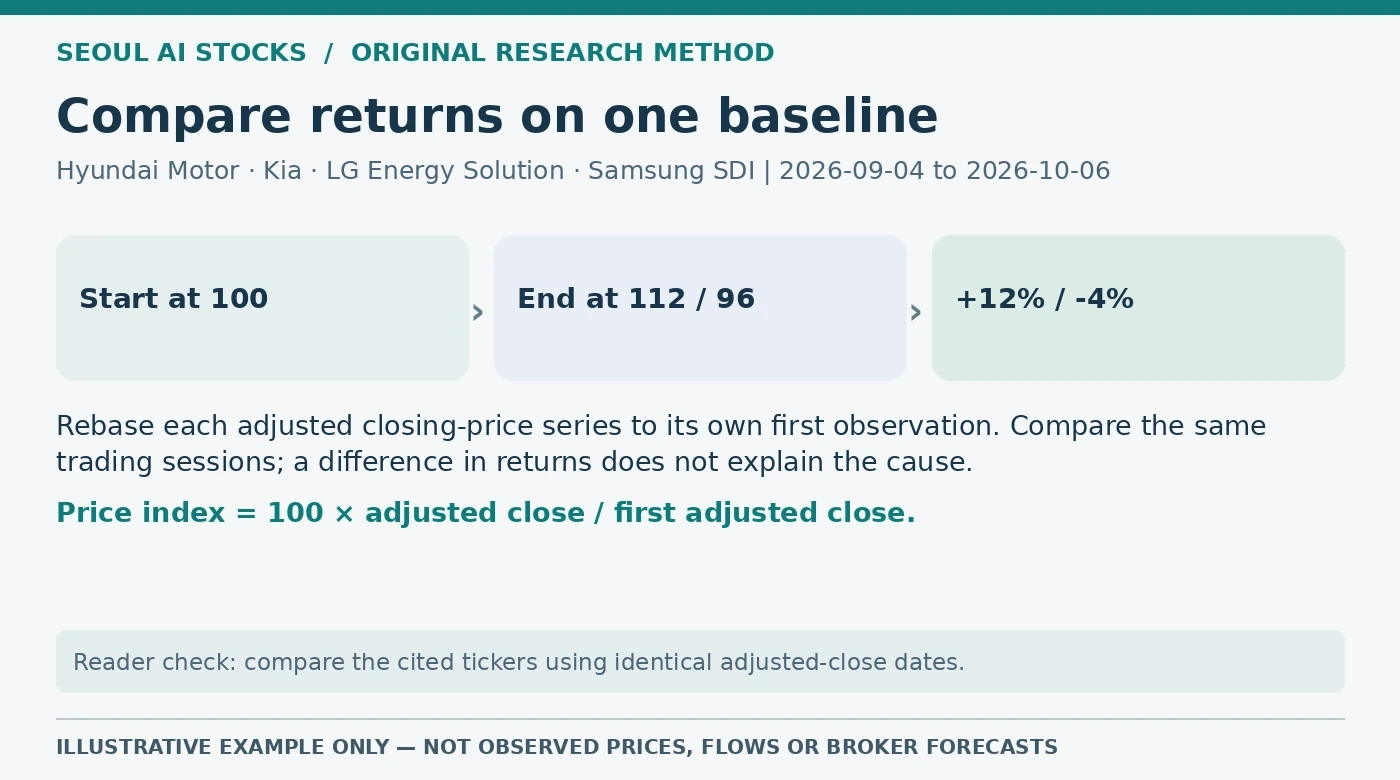 SEOUL AI STOCKS / ORIGINAL RESEARCH METHOD
Compare returns on one baseline
Hyundai Motor · Kia · LG Energy Solution · Samsung SDI | 2026-09-04 to 2026-10-06
Start at 100 › End at 112 / 96 › +12% / -4%
Rebase each adjusted closing-price series to its own first observation. Compare the same
trading sessions; a difference in returns does not explain the cause.
Price index = 100 × adjusted close / first adjusted close.
Reader check: compare the cited tickers using identical adjusted-close dates.
ILLUSTRATIVE EXAMPLE ONLY — NOT OBSERVED PRICES, FLOWS OR BROKER FORECASTS